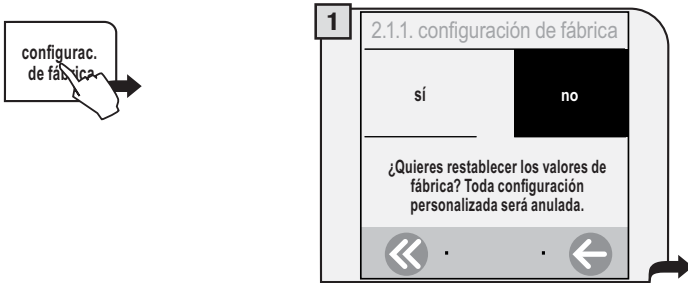 configurac.
de fábrica
1
2.1.1. configuración de fábrica
sí
no
¿Quieres restablecer los valores de
fábrica? Toda configuración
personalizada será anulada.